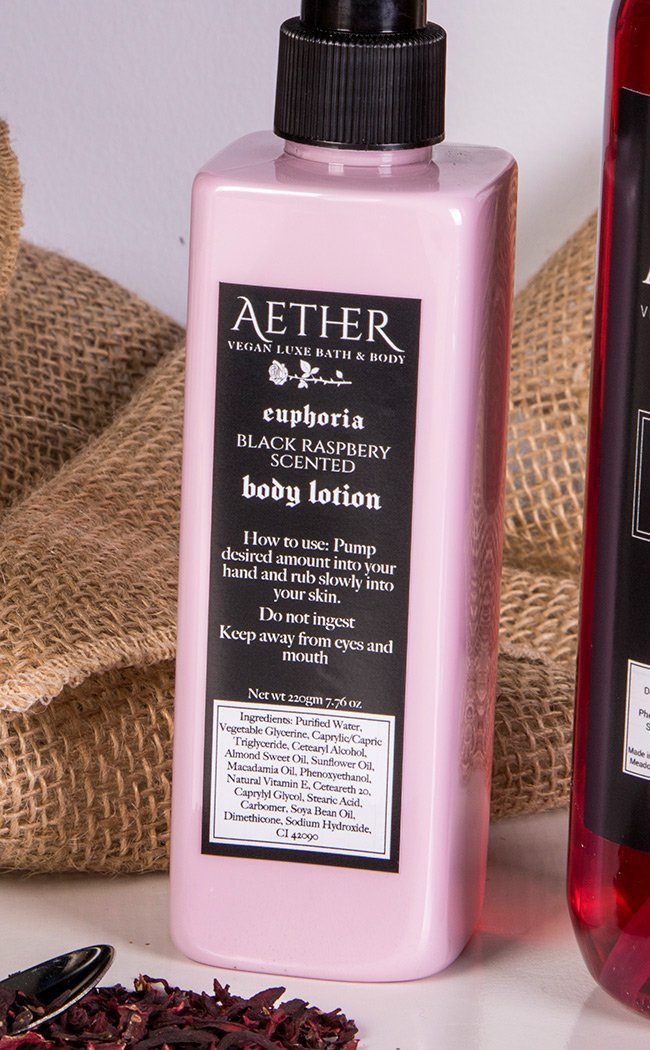 AETHER
VEGAN LUXE BATH & BODY
euphoria
BLACK RASPBERY
SCENTED
body lotion
How to use: Pump
desired amount into your
hand and rub slowly into
your skin.
Do not ingest
Keep away from eyes and
mouth
Net wt 220gm 7.76 oz
Ingredients: Purified Water,
Vegetable Glycerine, Caprylic/Capric
Triglyceride, Cetearyl Alcohol,
Almond Sweet Oil, Sunflower Oil,
Macadamia Oil, Phenoxyethanol,
Natural Vitamin E, Ceteareth 20,
Caprylyl Glycol, Stearic Acid,
Carbomer, Soya Bean Oil,
Dimethicone, Sodium Hydroxide,
CI 42090
Made in